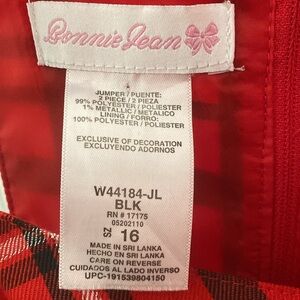 Bonnie Jean
JUMPER / PUENTE:
2 PIECE / 2 PIEZA
99% POLYESTER / POLIESTER
1% METALLIC / METALICO
LINING / FORRO:
100% POLYESTER / POLIESTER
EXCLUSIVE OF DECORATION
EXCLUYENDO ADORNOS
W44184-JL
BLK
RN # 17175
05202110
SZ 16
MADE IN SRI LANKA
HECHO EN SRI LANKA
CARE ON REVERSE
CUIDADOS AL LADO INVERSO
UPC-191539804150